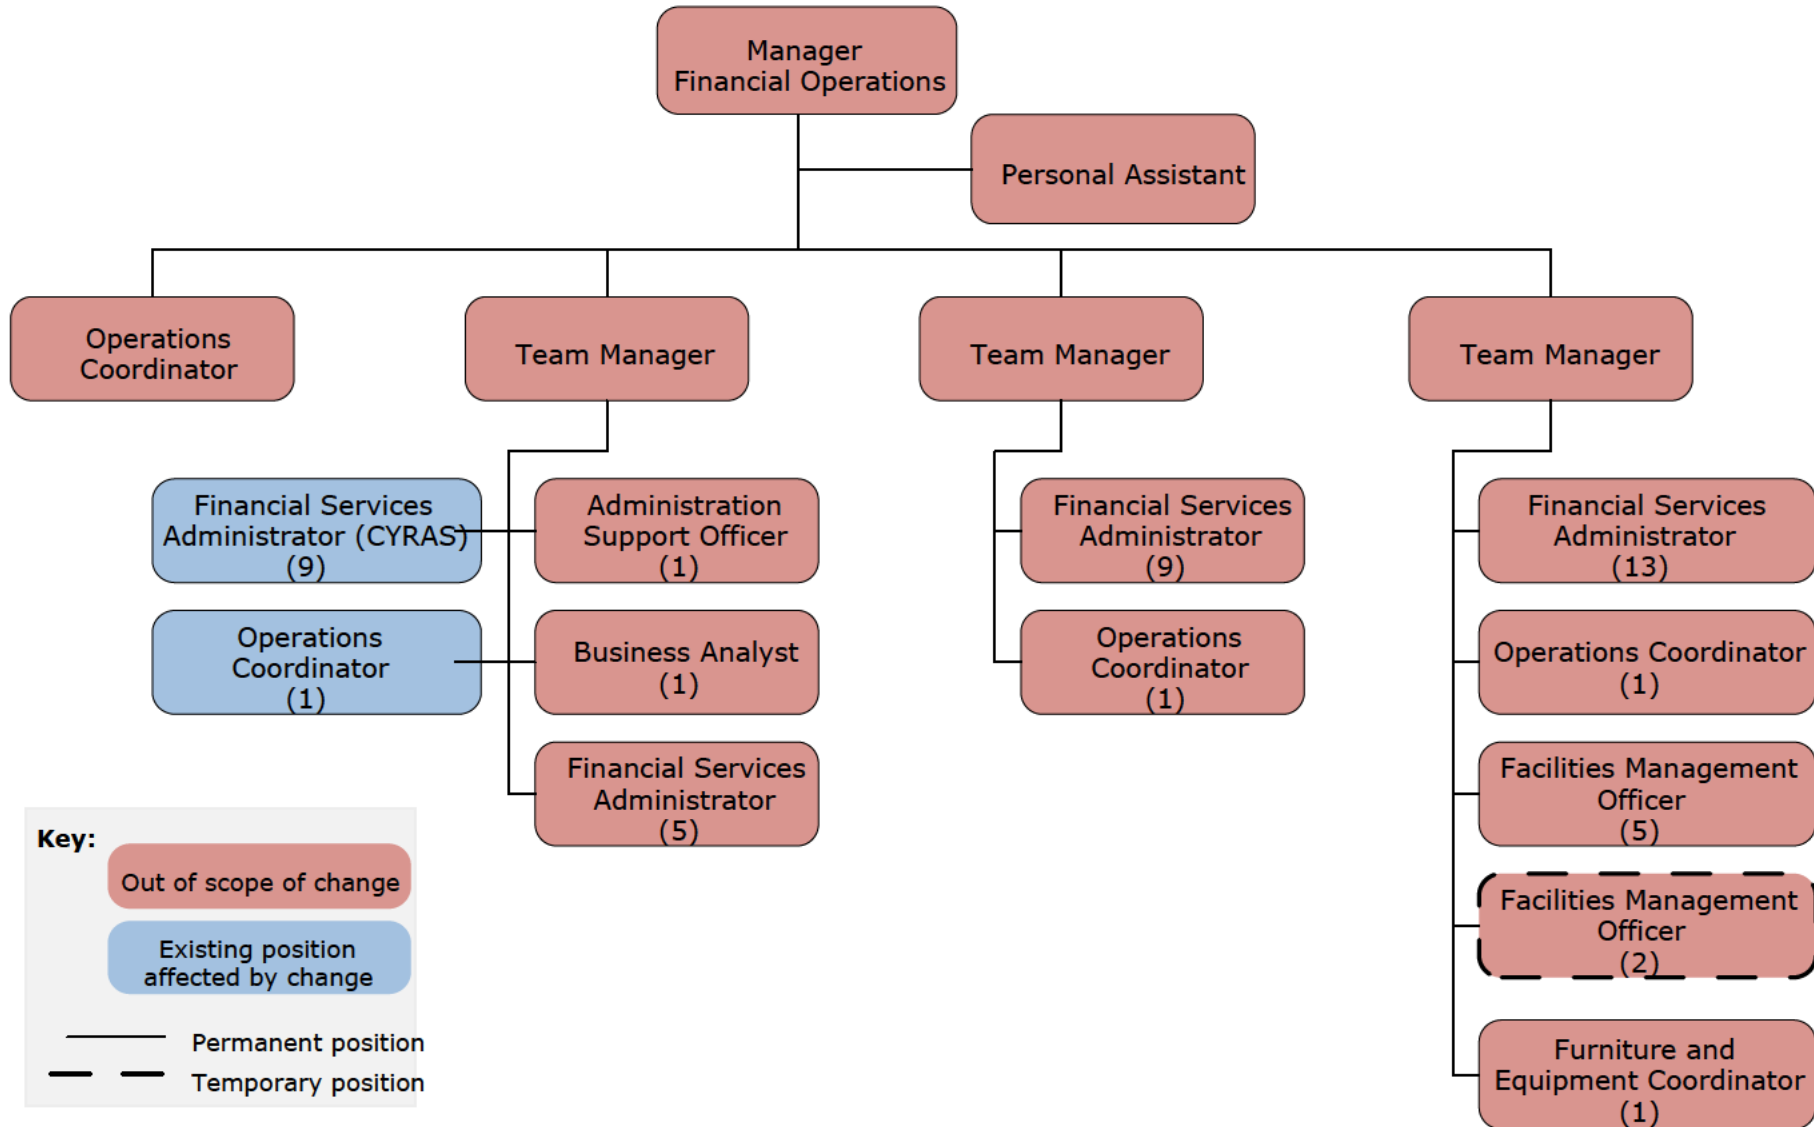 Manager
Financial Operations
Personal Assistant
Operations
Coordinator
Team Manager
Team Manager
Team Manager
Financial Services
Administrator (CYRAS)
(9)
Operations
Coordinator
(1)
Administration
Support Officer
(1)
Business Analyst
(1)
Financial Services
Administrator
(5)
Financial Services
Administrator
(9)
Operations
Coordinator
(1)
Financial Services
Administrator
(13)
Operations Coordinator
(1)
Facilities Management
Officer
(5)
Facilities Management
Officer
(2)
Furniture and
Equipment Coordinator
(1)
Key:
Out of scope of change
Existing position
affected by change
Permanent position
Temporary position